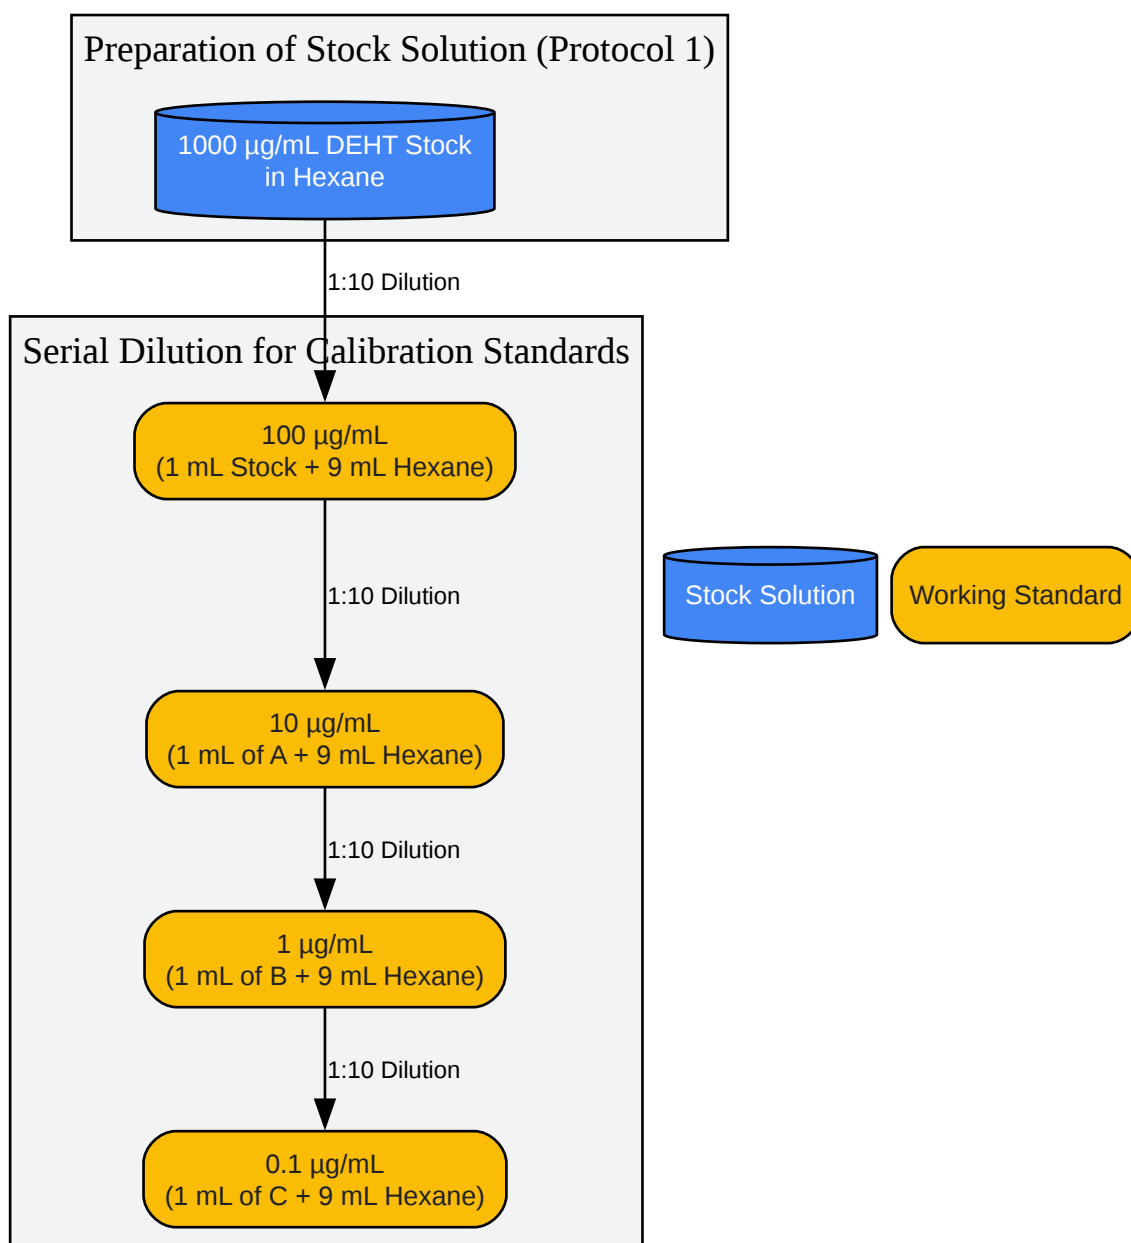 Preparation of Stock Solution (Protocol 1)
1000 µg/mL DEHT Stock
in Hexane
1:10 Dilution
Serial Dilution for Calibration Standards
100 µg/mL
(1 mL Stock + 9 mL Hexane)
1:10 Dilution
Stock Solution
Working Standard
10 µg/mL
(1 mL of A + 9 mL Hexane)
1:10 Dilution
1 µg/mL
(1 mL of B + 9 mL Hexane)
1:10 Dilution
0.1 µg/mL
(1 mL of C + 9 mL Hexane)